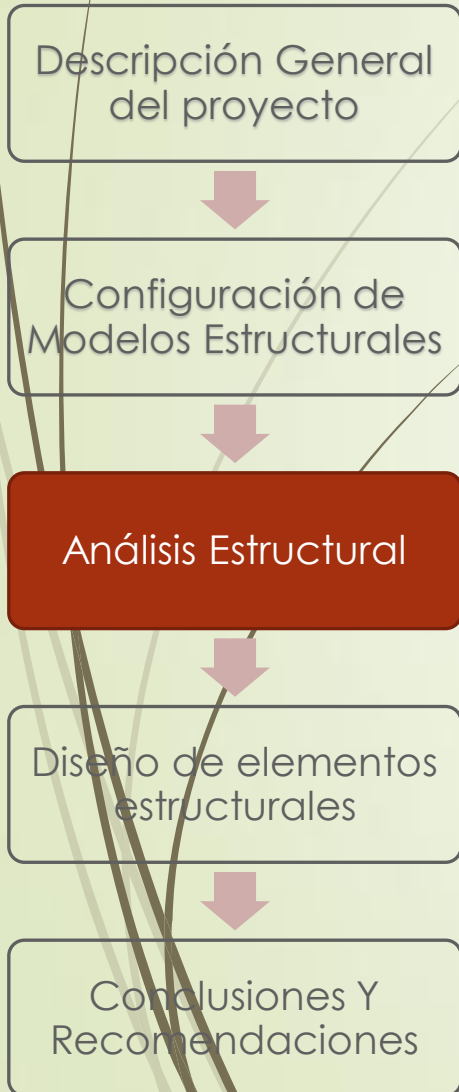 Descripción General
del proyecto
Configuración de
Modelos Estructurales
Análisis Estructural
Diseño de elementos
estructurales
Conclusiones Y
Recomendaciones